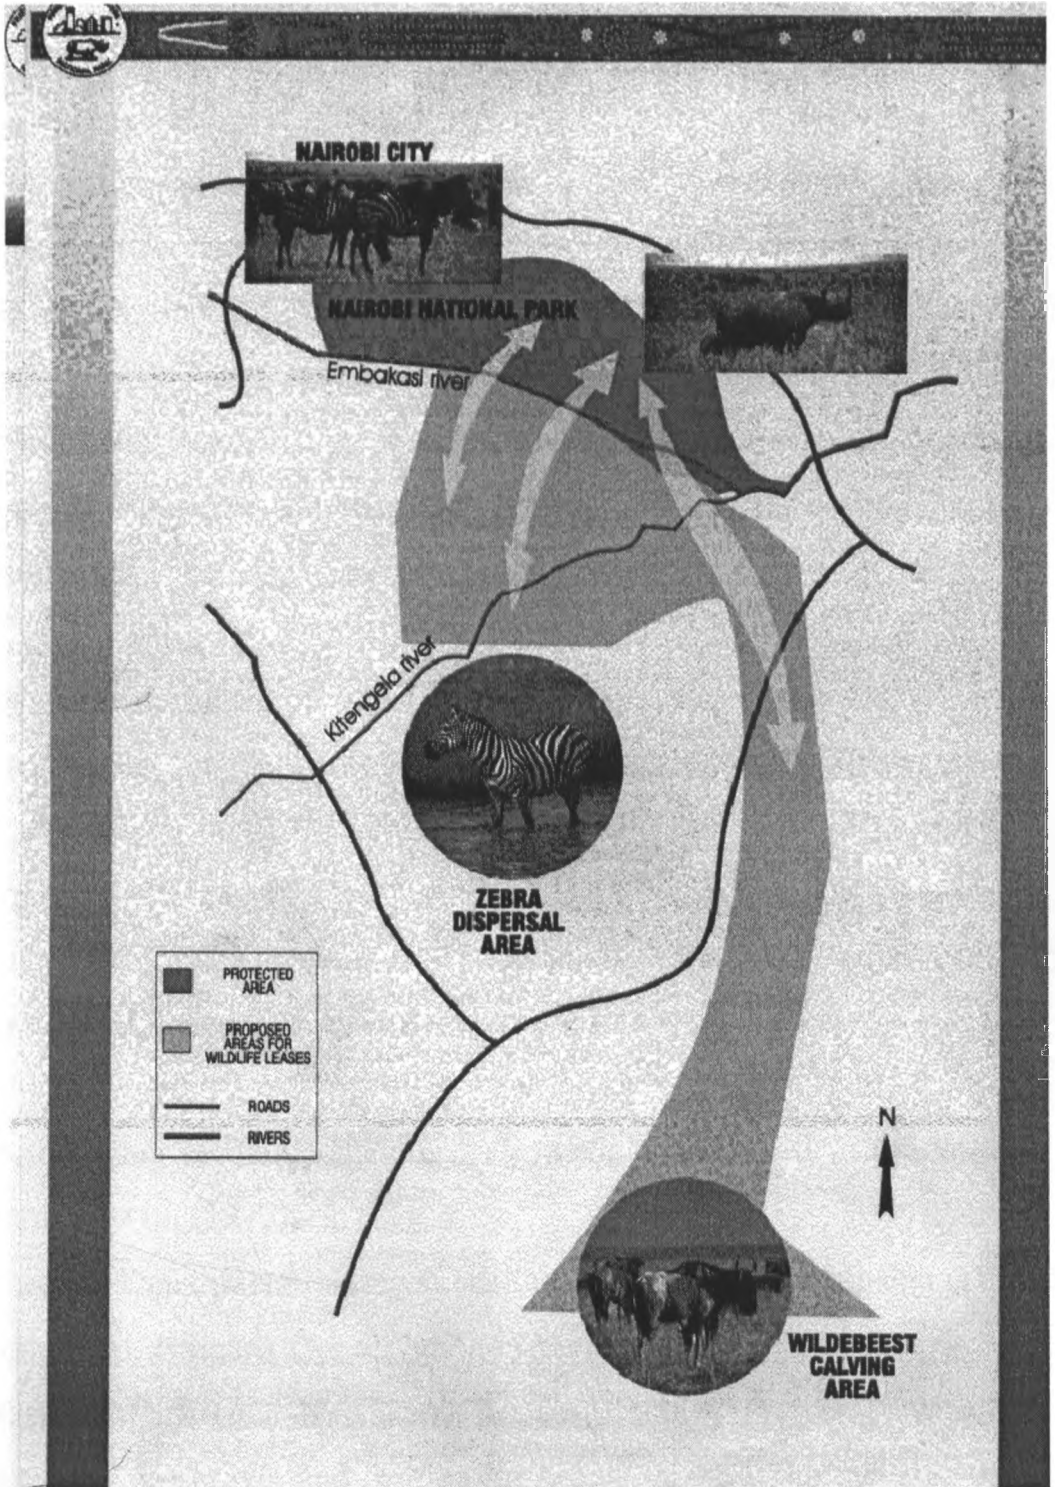 NAIROBI CITY
NAIROBI NATIONAL PARK
Embakasi river
Kitengela river
ZEBRA
DISPERSAL
AREA
PROTECTED
AREA
PROPOSED
AREAS FOR
WILDLIFE LEASES
ROADS
RIVERS
N
WILDEBEEST
CALVING
AREA